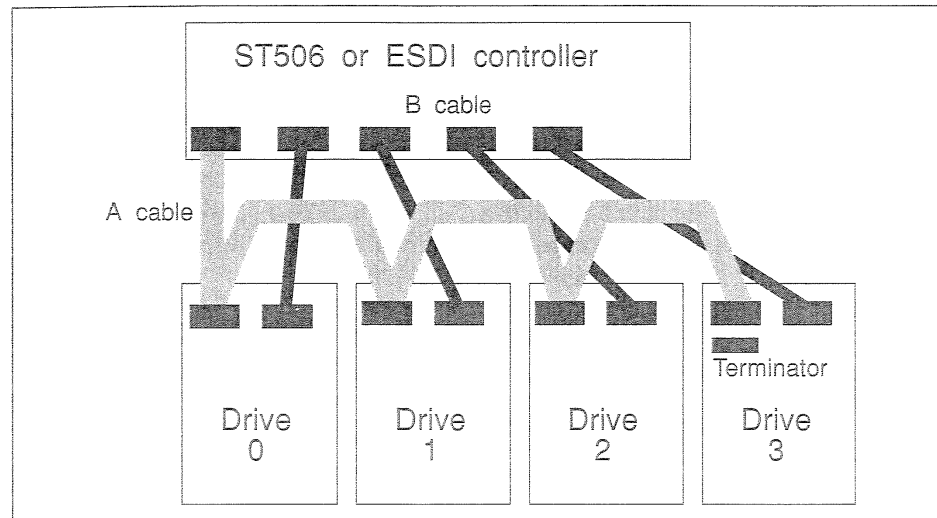 ST506 or ESDI controller
B cable
A cable
Terminator
Drive
0
Drive
1
Drive
2
Drive
3